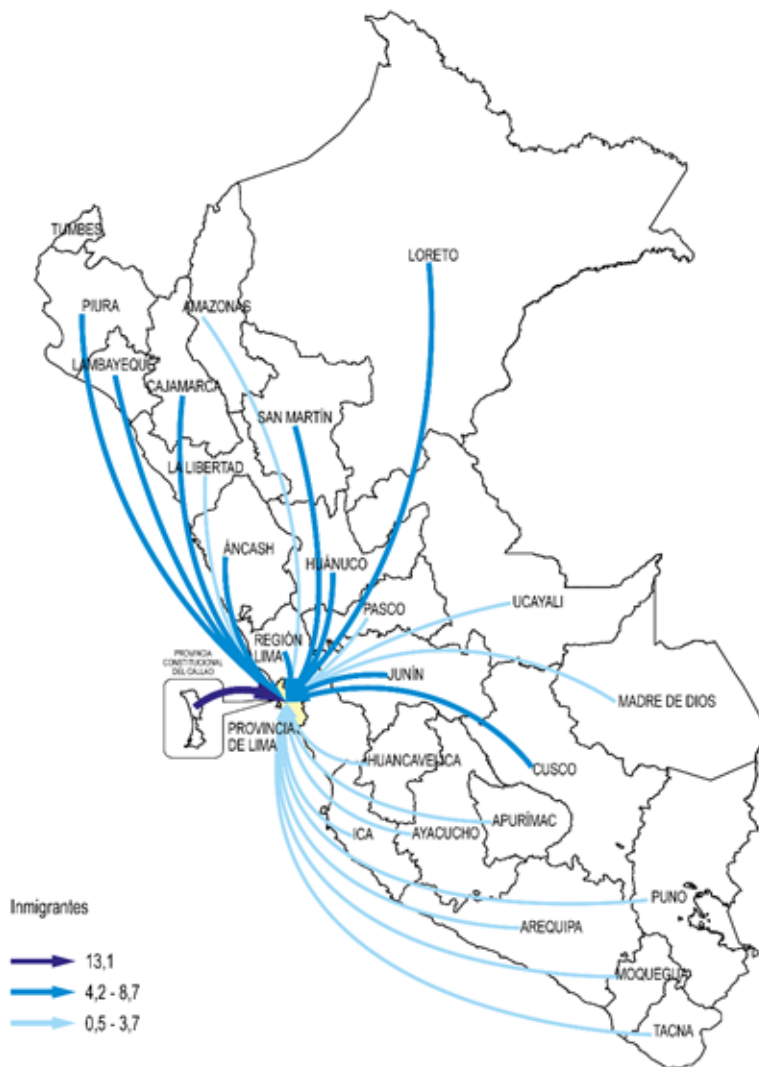 TUMBES
LORETO
PIURA
AMAZONAS
LAMBAYEQUE
CAJAMARCA
SAN MARTÍN
LA LIBERTAD
ÁNCASH
HUÁNUCO
PASCO
UCAYALI
REGIÓN
LIMA
PROVINCIA
CONSTITUCIONAL
DEL CALLAO
JUNÍN
MADRE DE DIOS
PROVINCIA
DE LIMA
HUANCAVELICA
CUSCO
ICA
AYACUCHO
APURÍMAC
PUNO
AREQUIPA
MOQUEGUA
TACNA
Inmigrantes
13,1
4,2 - 8,7
0,5 - 3,7